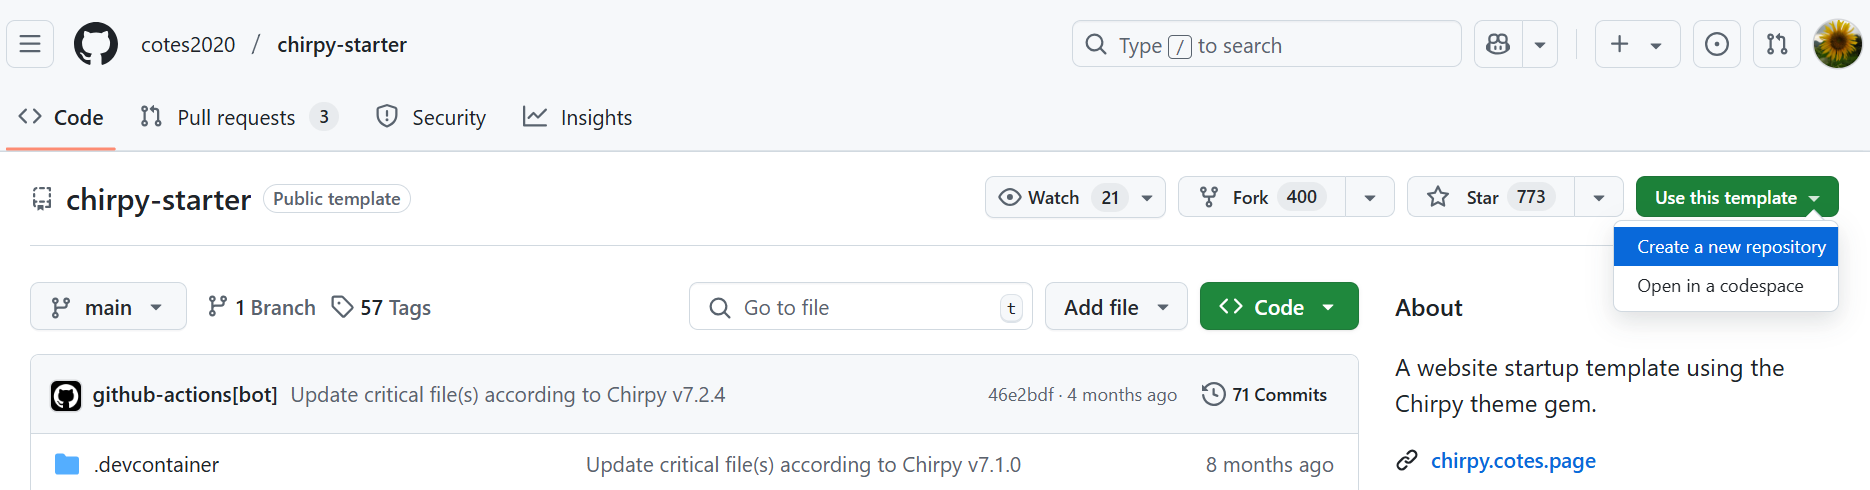 cotes2020 / chirpy-starter
Type / to search
Code Pull requests 3 Security Insights
chirpy-starter Public template
Watch 21 Fork 400 Star 773 Use this template
Create a new repository
Open in a codespace
main 1 Branch 57 Tags Go to file t Add file Code
About
A website startup template using the
Chirpy theme gem.
chirpy.cotes.page
github-actions[bot] Update critical file(s) according to Chirpy v7.2.4 46e2bdf · 4 months ago 71 Commits
.devcontainer Update critical file(s) according to Chirpy v7.1.0 8 months ago